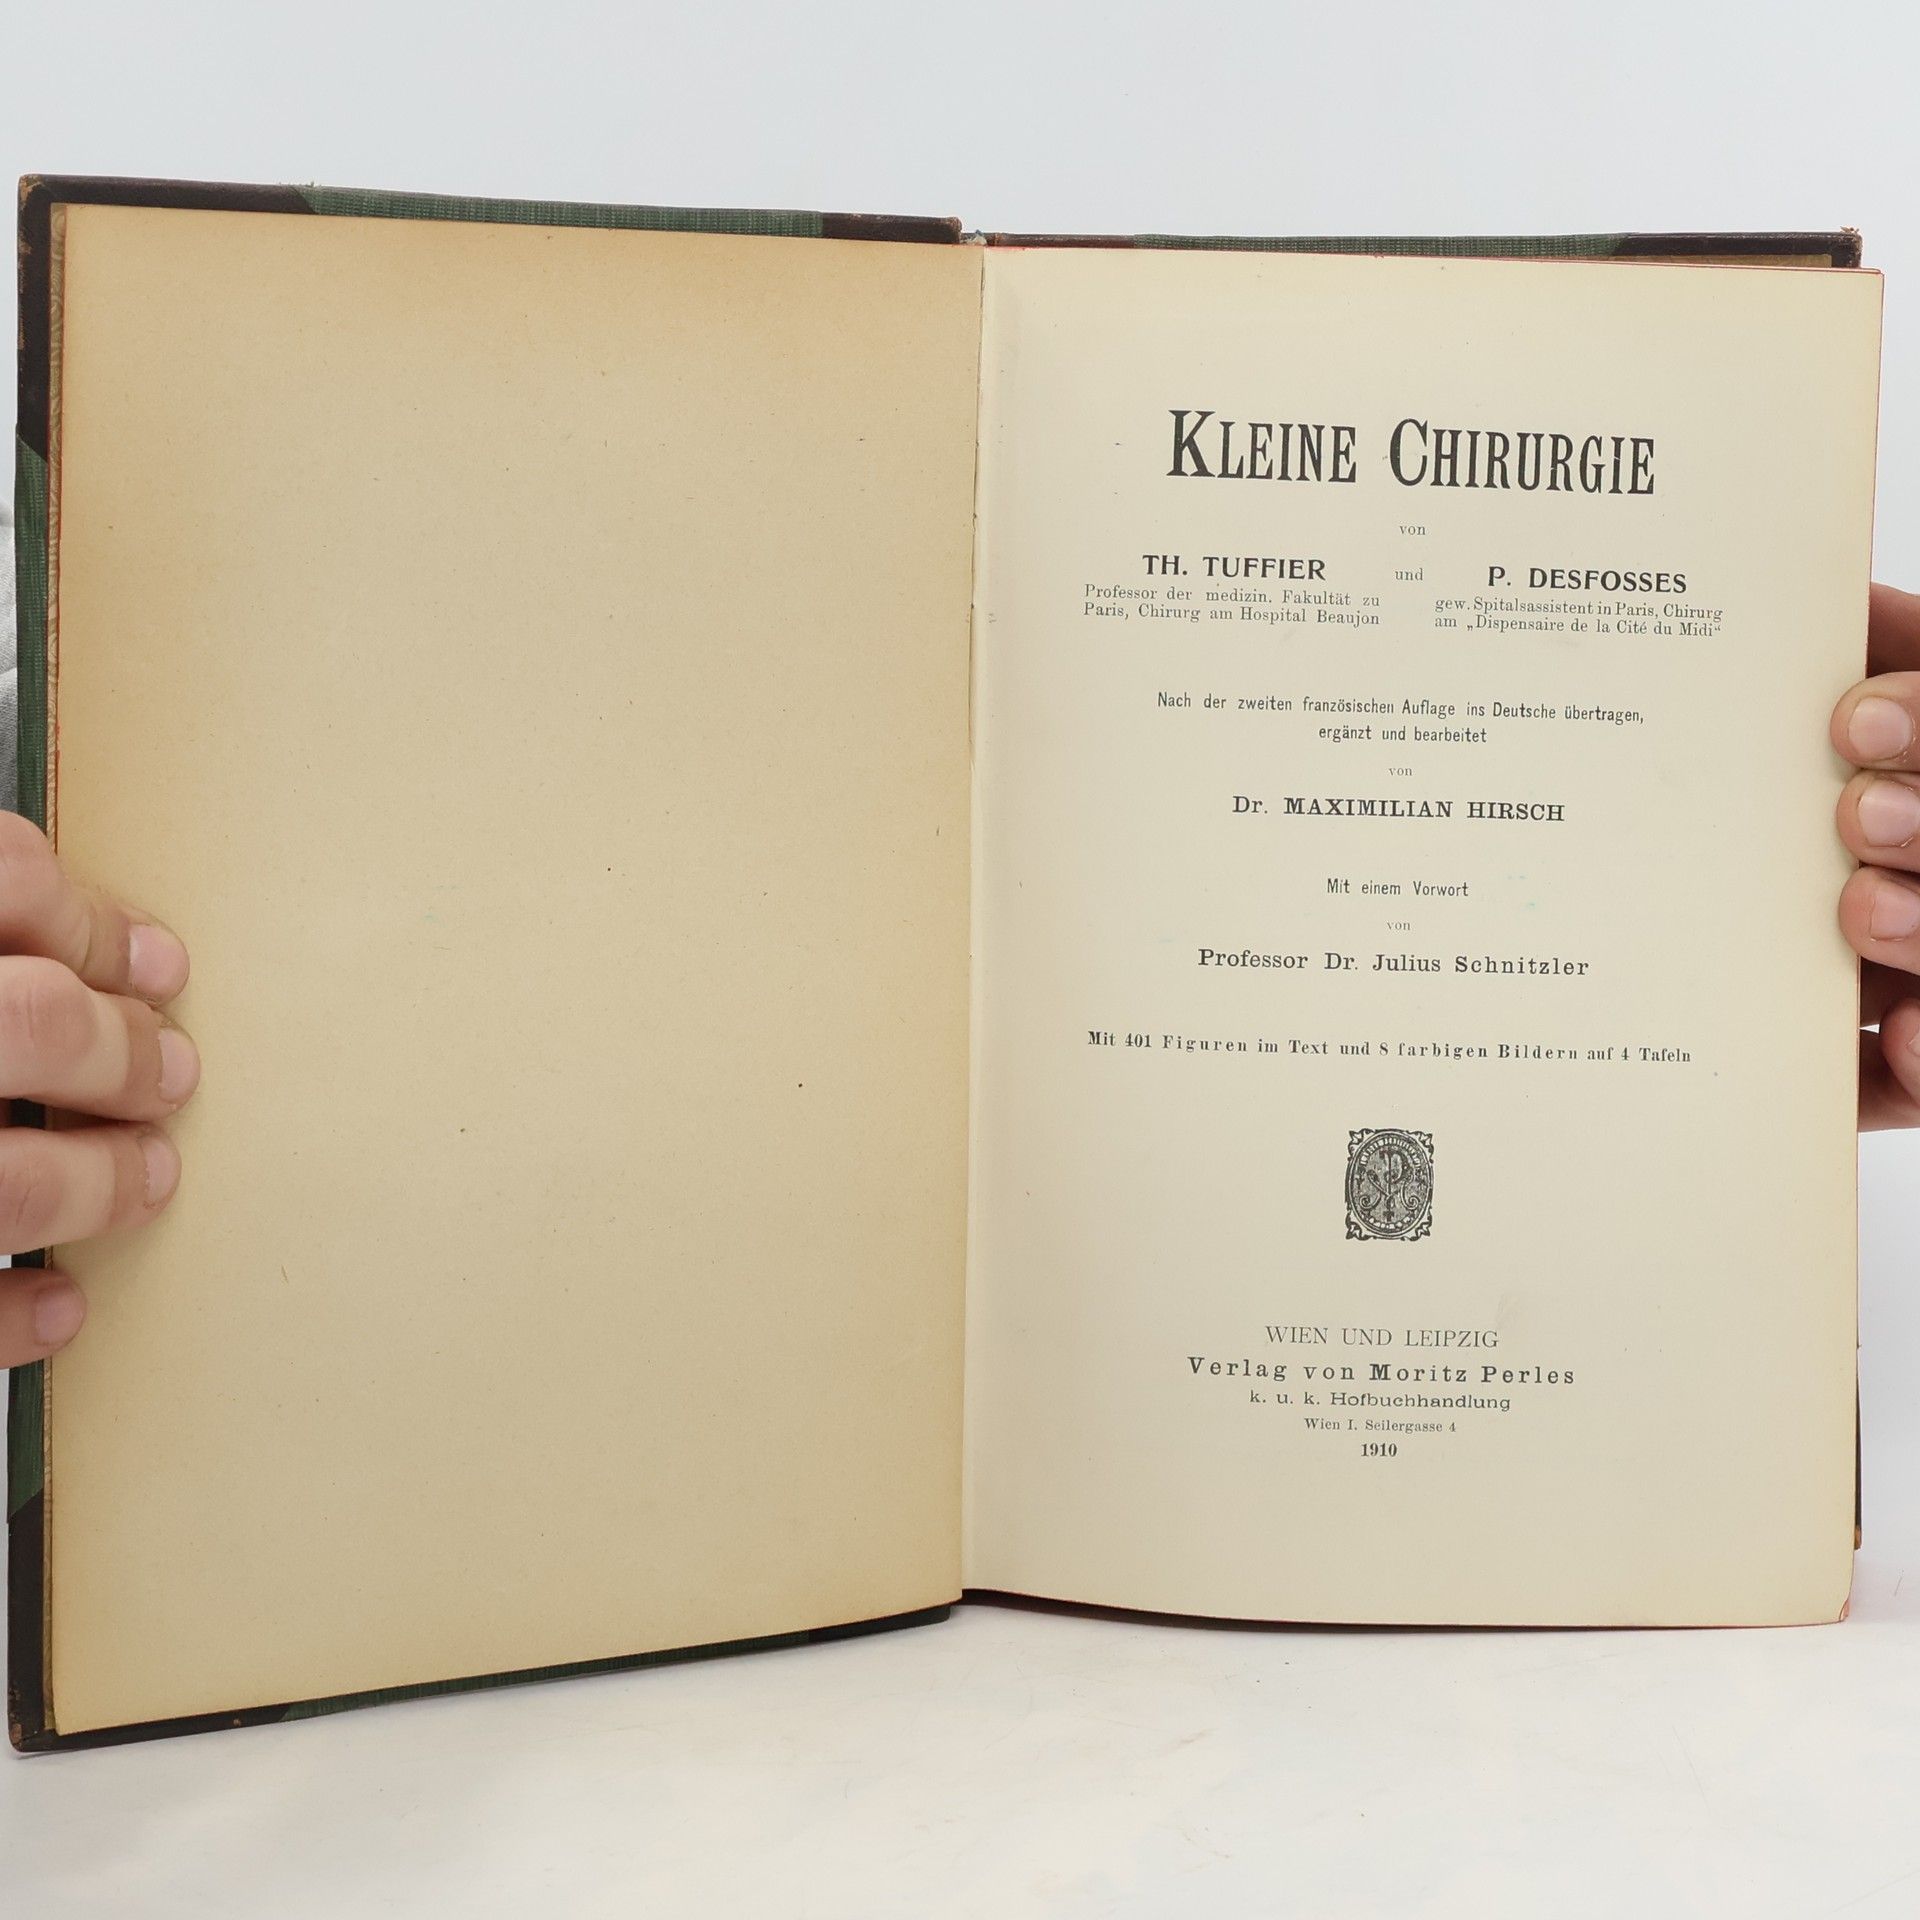 KLEINE CHIRURGIE
von
TH. TUFFIER und P. DESFOSSES
Professor der medizin. Fakultät zu
Paris, Chirurg am Hospital Beaujon
gew. Spitalsassistent in Paris, Chirurg
am „Dispensaire de la Cité du Midi“
Nach der zweiten französischen Auflage ins Deutsche übertragen,
ergänzt und bearbeitet
von
Dr. MAXIMILIAN HIRSCH
Mit einem Vorwort
von
Professor Dr. Julius Schnitzler
Mit 401 Figuren im Text und 8 farbigen Bildern auf 4 Tafeln
WIEN UND LEIPZIG
Verlag von Moritz Perles
k. u. k. Hofbuchhandlung
Wien I. Seilergasse 4
1910